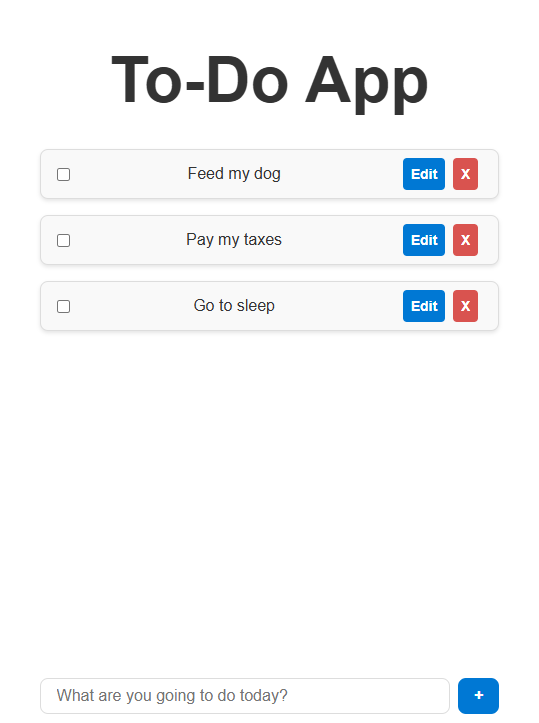 To-Do App
Feed my dog Edit X
Pay my taxes Edit X
Go to sleep Edit X
What are you going to do today? +